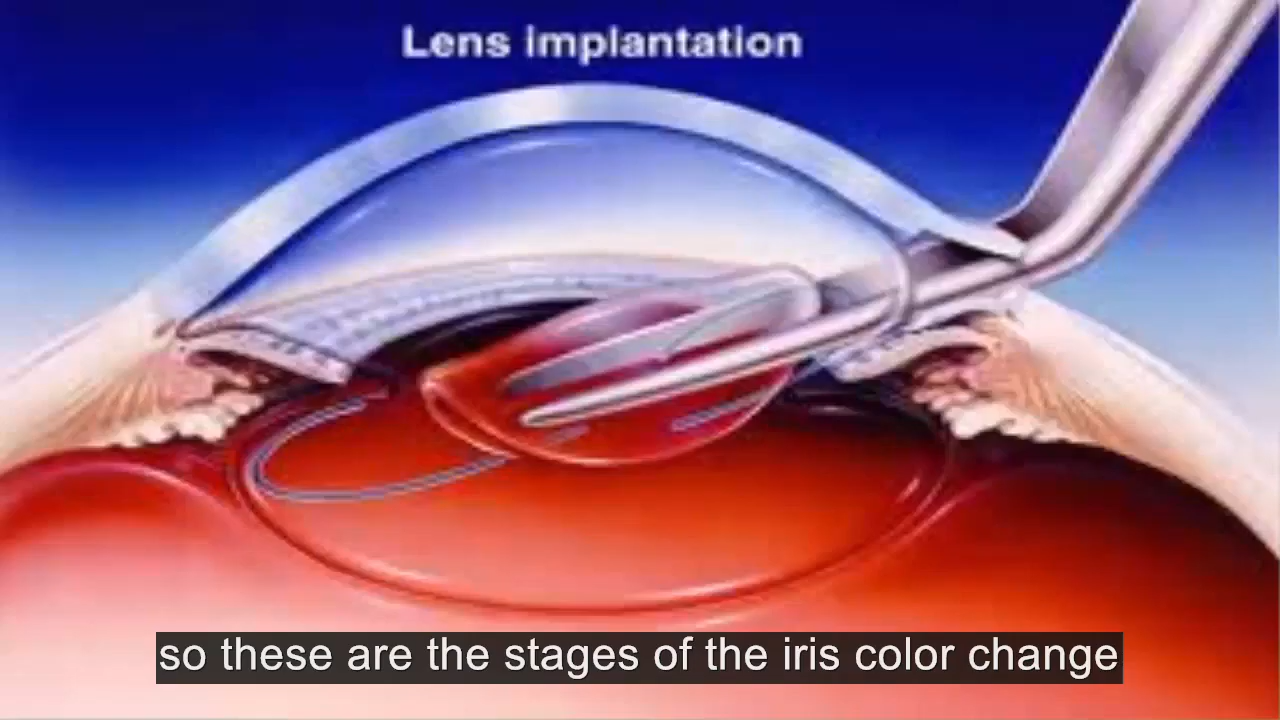 Lens implantation
so these are the stages of the iris color change